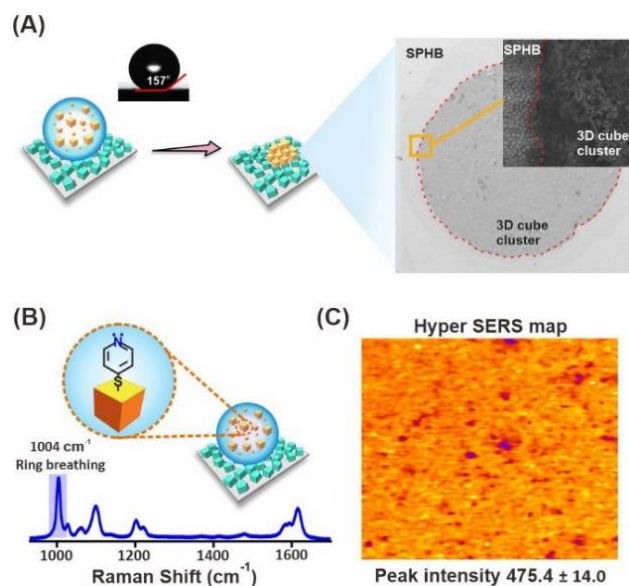 (A)
157°
SPHB
SPHB
3D cube
cluster
3D cube
cluster
(B)
N
S
1004 cm⁻¹
Ring breathing
1000 1200 1400 1600
Raman Shift (cm⁻¹)
(C)
Hyper SERS map
Peak intensity 475.4 ± 14.0